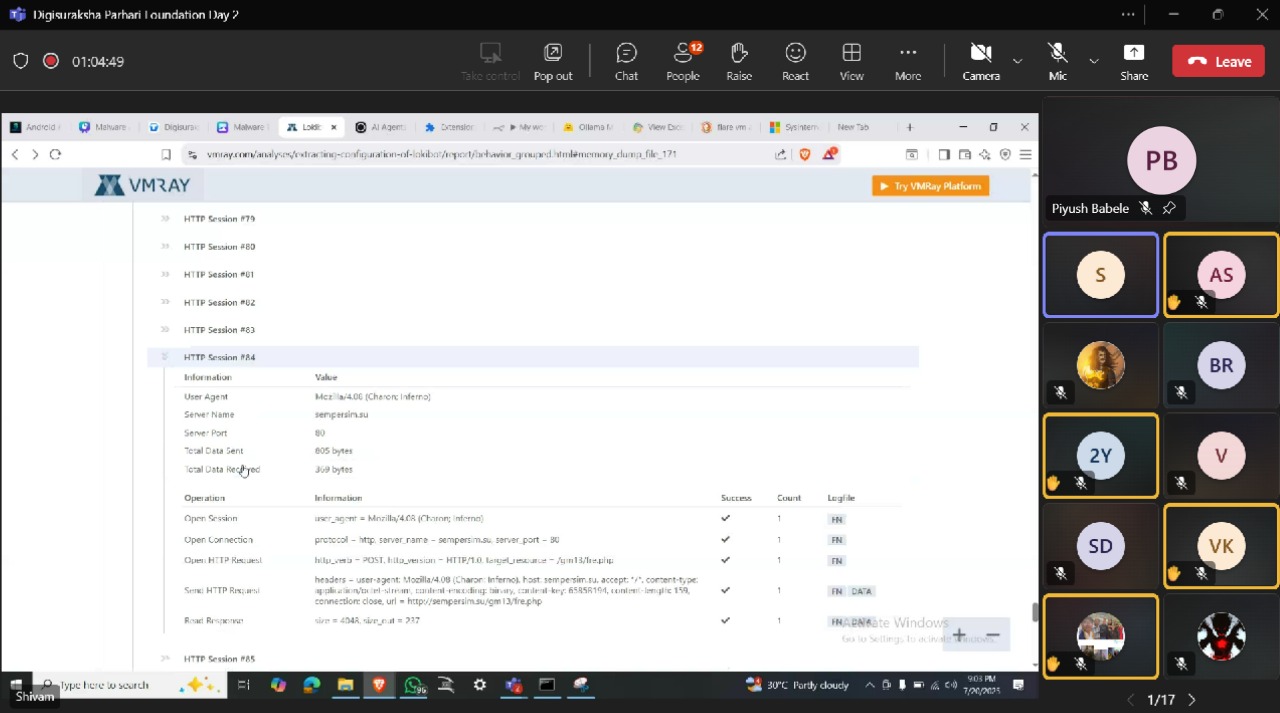 Digisuraksha Parhari Foundation Day 2
01:04:49
Take control
Pop out
Chat
People
12
Raise
React
View
More
Camera
Mic
Share
Leave
Android
Malware
Digisurak
Malware
Lokib
AI Agent
Extension
My wo
Ollama M
View Exc
flare vm
Sysintern
New Tab
vmray.com/analyses/extracting-configuration-of-lokibot/report/behavior_grouped.html#memory_dump_file_171
VMRAY
Try VMRay Platform
HTTP Session #79
HTTP Session #80
HTTP Session #81
HTTP Session #82
HTTP Session #83
HTTP Session #84
Information Value
User Agent Mozilla/4.08 (Charon; Inferno)
Server Name sempersim.su
Server Port 80
Total Data Sent 805 bytes
Total Data Received 369 bytes
Operation Information Success Count Logfile
Open Session user_agent = Mozilla/4.08 (Charon; Inferno) 1 FN
Open Connection protocol = http, server_name = sempersim.su, server_port = 80 1 FN
Open HTTP Request http_verb = POST, http_version = HTTP/1.0, target_resource = /gm13/fre.php 1 FN
headers = user-agent: Mozilla/4.08 (Charon; Inferno), host: sempersim.su, accept: */*, content-type:
Send HTTP Request application/octet-stream, content-encoding: binary, content-key: 65858194, content-length: 159, 1 FN DATA
connection: close, url = http://sempersim.su/gm13/fre.php
Read Response size = 4048, size_out = 237 1 FN DATA
Activate Windows
Go to Settings to activate Windows.
HTTP Session #85
Type here to search
96
30°C Partly cloudy
9:03 PM
7/20/2025
Shivam
PB
Piyush Babele
S
AS
BR
2Y
V
SD
VK
1/17